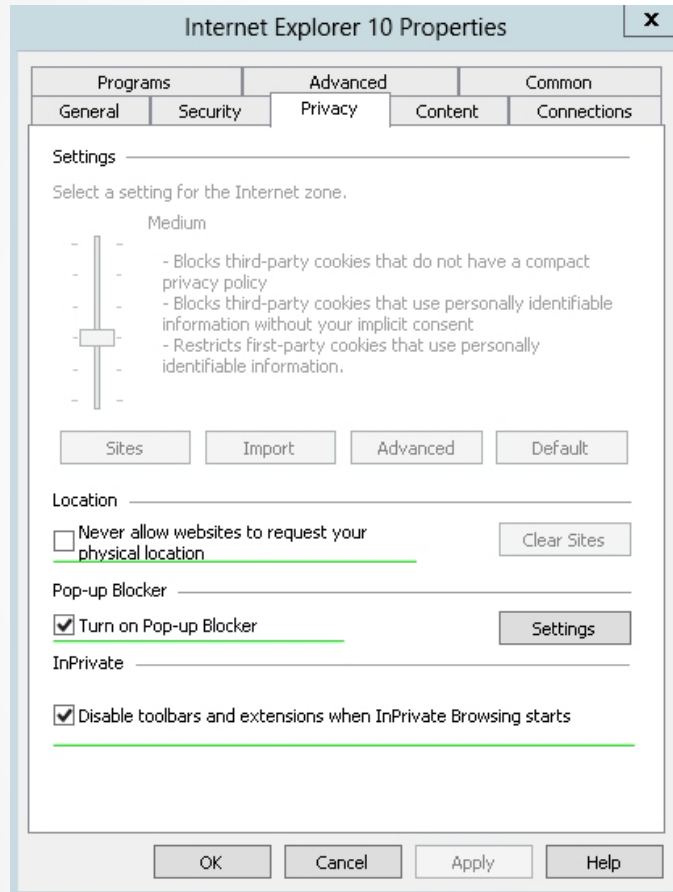 Internet Explorer 10 Properties
x
Programs
Advanced
Common
General
Security
Privacy
Content
Connections
Settings
Select a setting for the Internet zone.
Medium
- Blocks third-party cookies that do not have a compact
privacy policy
- Blocks third-party cookies that use personally identifiable
information without your implicit consent
- Restricts first-party cookies that use personally
identifiable information.
Sites
Import
Advanced
Default
Location
Never allow websites to request your
physical location
Clear Sites
Pop-up Blocker
Turn on Pop-up Blocker
Settings
InPrivate
Disable toolbars and extensions when InPrivate Browsing starts
OK
Cancel
Apply
Help